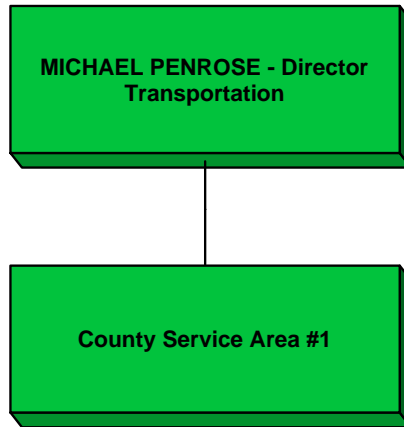 MICHAEL PENROSE - Director
Transportation
County Service Area #1